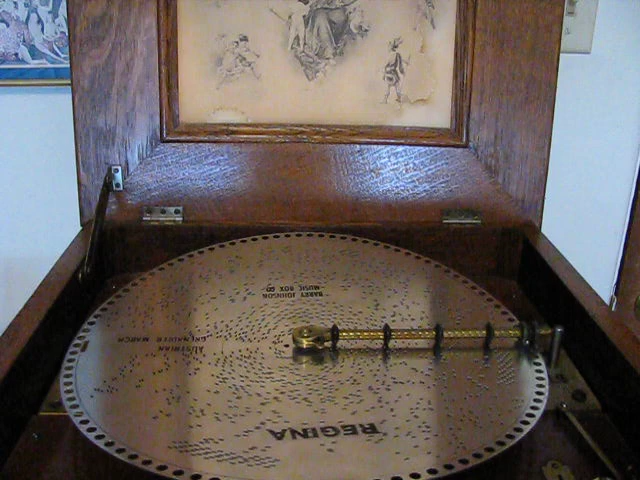 BARRY JOHNSON
MUSIC BOX CO
AUSTRIAN
GRENADIER MARCH
REGINA